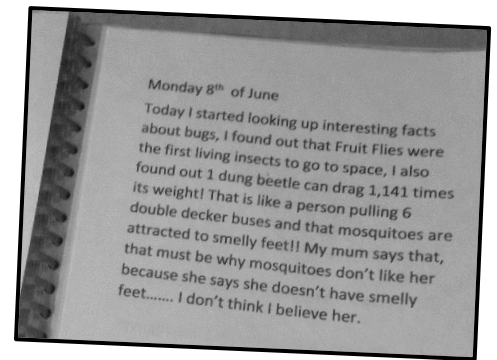 Monday 8th of June
Today I started looking up interesting facts
about bugs, I found out that Fruit Flies were
the first living insects to go to space, I also
found out 1 dung beetle can drag 1,141 times
its weight! That is like a person pulling 6
double decker buses and that mosquitoes are
attracted to smelly feet!! My mum says that,
that must be why mosquitoes don't like her
because she says she doesn't have smelly
feet....... I don't think I believe her.